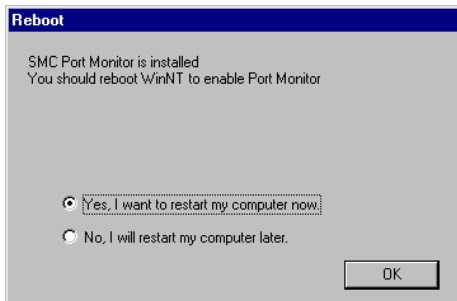 Reboot
SMC Port Monitor is installed
You should reboot WinNT to enable Port Monitor
Yes, I want to restart my computer now.
No, I will restart my computer later.
OK